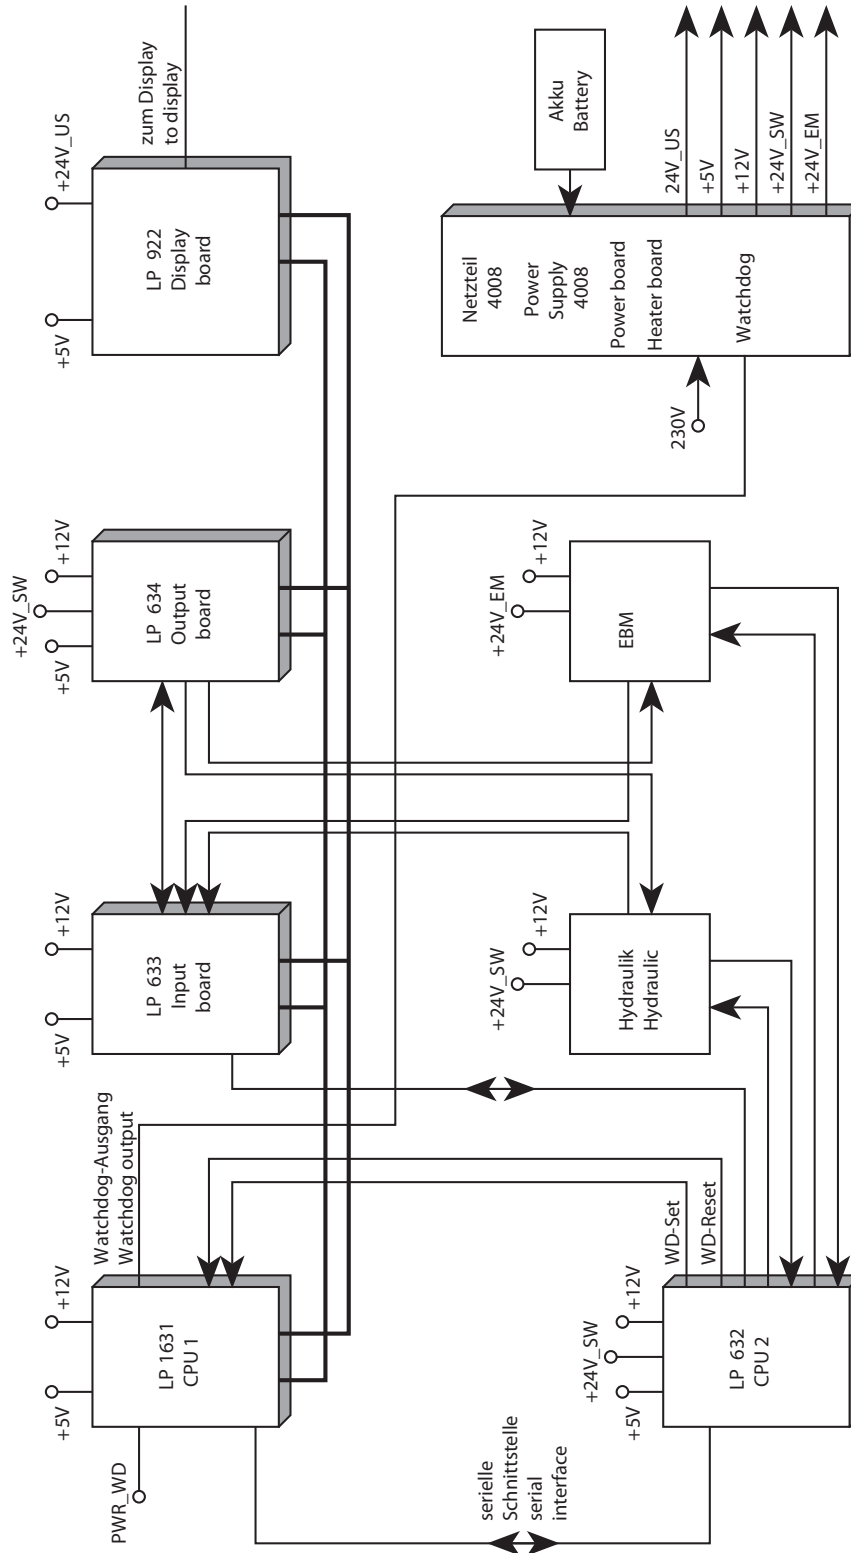 PWR_WD
+5V
+12V
LP 1631
CPU 1
Watchdog-Ausgang
Watchdog output
+5V
+12V
LP 633
Input
board
+5V
+24V_SW
+12V
LP 634
Output
board
+5V
+24V_US
LP 922
Display
board
zum Display
to display
serielle
Schnittstelle
serial
interface
+5V
+24V_SW
+12V
LP 632
CPU 2
WD-Set
WD-Reset
+24V_SW
+12V
Hydraulik
Hydraulic
+24V_EM
+12V
EBM
230V
Netzteil
4008
Power
Supply
4008
Power board
Heater board
Watchdog
Akku
Battery
24V_US
+5V
+12V
+24V_SW
+24V_EM